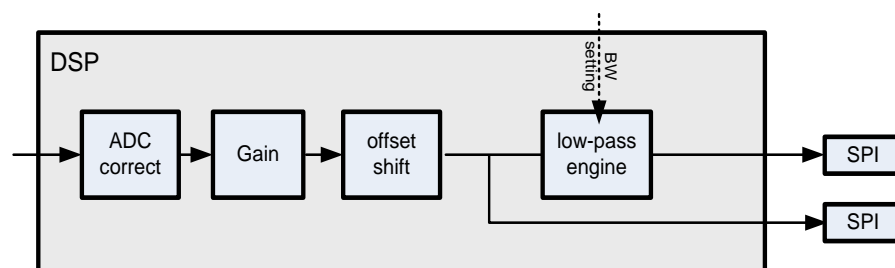 DSP
BW
setting
ADC
correct
Gain
offset
shift
low-pass
engine
SPI
SPI